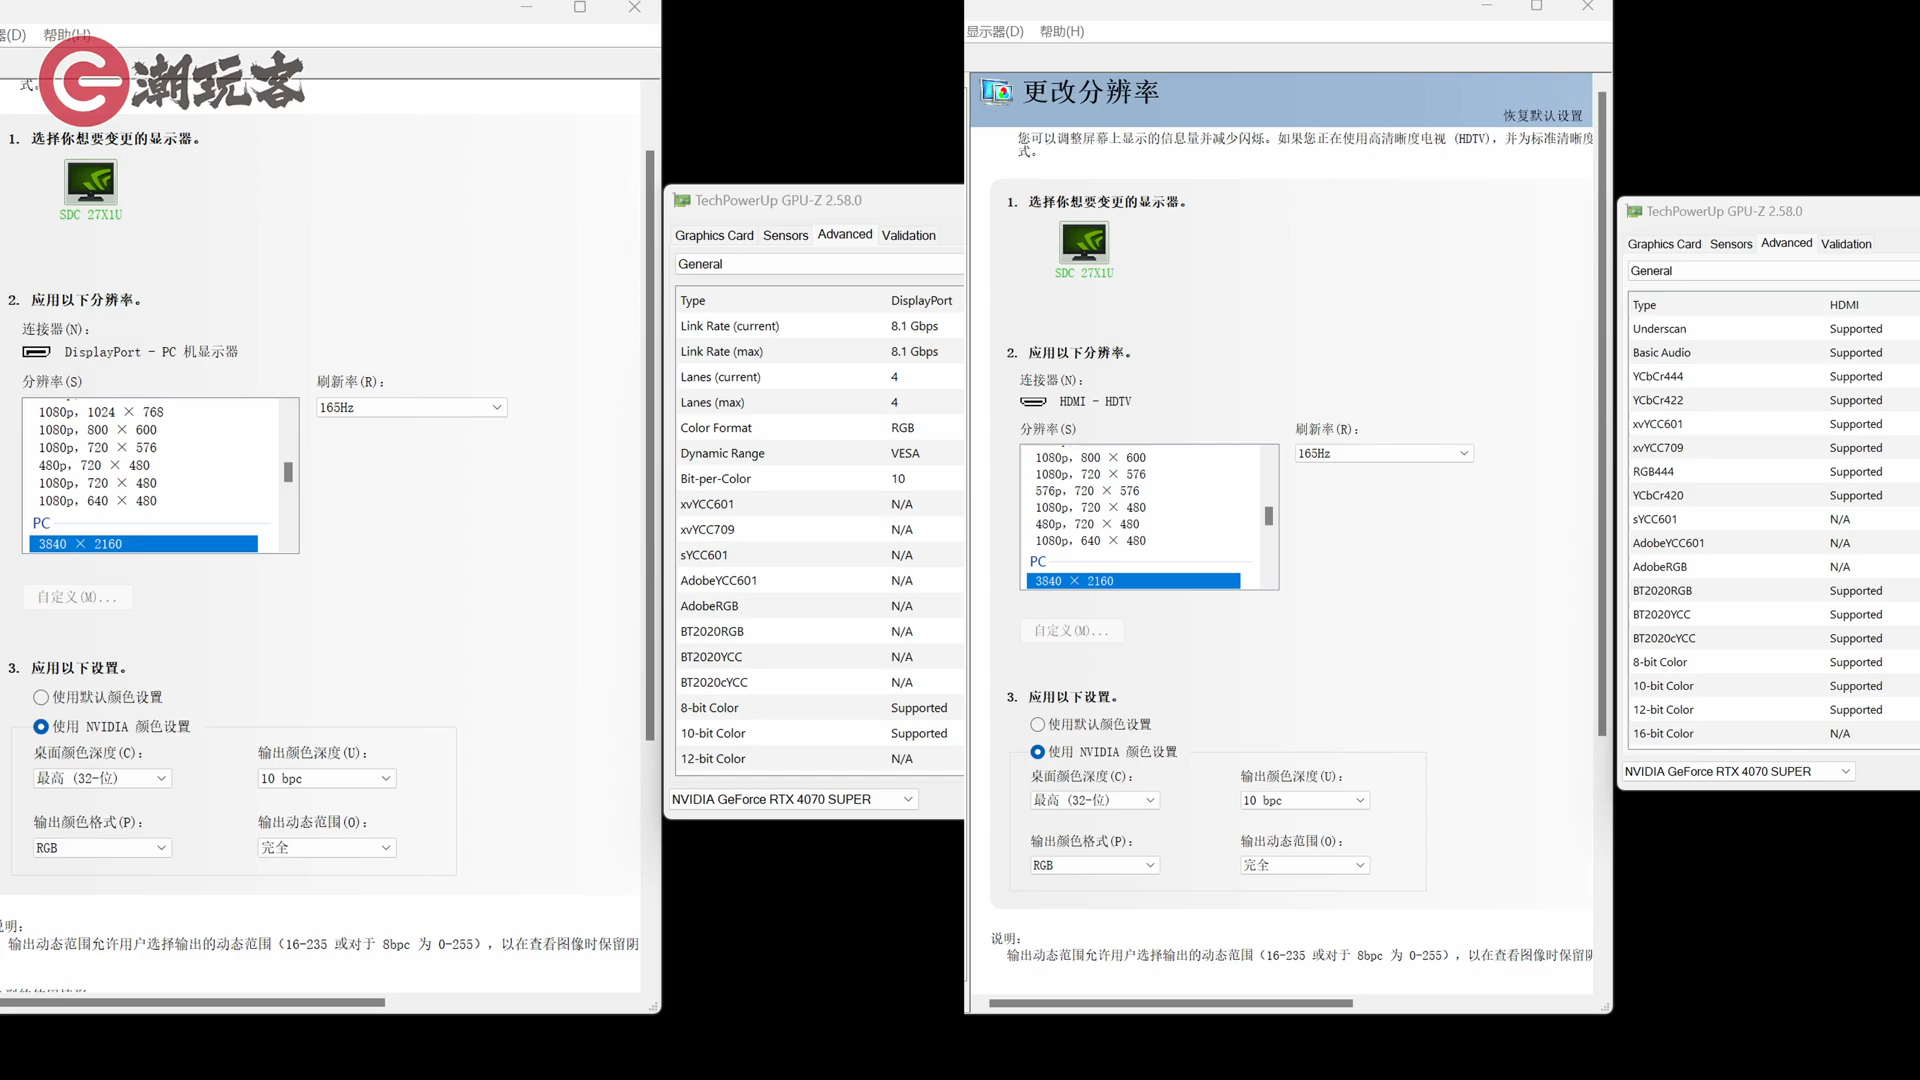 器(D) 帮助(H)
潮玩客
式。
1. 选择你想要变更的显示器。
SDC 27X1U
2. 应用以下分辨率。
连接器(N):
DisplayPort - PC 机显示器
分辨率(S)
刷新率(R):
1080p, 1024 × 768
165Hz
1080p, 800 × 600
1080p, 720 × 576
480p, 720 × 480
1080p, 720 × 480
1080p, 640 × 480
PC
3840 × 2160
自定义(M)...
3. 应用以下设置。
使用默认颜色设置
使用 NVIDIA 颜色设置
桌面颜色深度(C):
输出颜色深度(U):
最高 (32-位)
10 bpc
输出颜色格式(P):
输出动态范围(O):
RGB
完全
说明:
输出动态范围允许用户选择输出的动态范围（16-235 或对于 8bpc 为 0-255），以在查看图像时保留阴
TechPowerUp GPU-Z 2.58.0
Graphics Card Sensors Advanced Validation
General
Type DisplayPort
Link Rate (current) 8.1 Gbps
Link Rate (max) 8.1 Gbps
Lanes (current) 4
Lanes (max) 4
Color Format RGB
Dynamic Range VESA
Bit-per-Color 10
xvYCC601 N/A
xvYCC709 N/A
sYCC601 N/A
AdobeYCC601 N/A
AdobeRGB N/A
BT2020RGB N/A
BT2020YCC N/A
BT2020cYCC N/A
8-bit Color Supported
10-bit Color Supported
12-bit Color N/A
NVIDIA GeForce RTX 4070 SUPER
显示器(D) 帮助(H)
更改分辨率
恢复默认设置
您可以调整屏幕上显示的信息量并减少闪烁。如果您正在使用高清晰度电视 (HDTV)，并为标准清晰度
式。
1. 选择你想要变更的显示器。
SDC 27X1U
2. 应用以下分辨率。
连接器(N):
HDMI - HDTV
分辨率(S)
刷新率(R):
165Hz
1080p, 800 × 600
1080p, 720 × 576
576p, 720 × 576
1080p, 720 × 480
480p, 720 × 480
1080p, 640 × 480
PC
3840 × 2160
自定义(M)...
3. 应用以下设置。
使用默认颜色设置
使用 NVIDIA 颜色设置
桌面颜色深度(C):
输出颜色深度(U):
最高 (32-位)
10 bpc
输出颜色格式(P):
输出动态范围(O):
RGB
完全
说明:
输出动态范围允许用户选择输出的动态范围（16-235 或对于 8bpc 为 0-255），以在查看图像时保留阴
TechPowerUp GPU-Z 2.58.0
Graphics Card Sensors Advanced Validation
General
Type HDMI
Underscan Supported
Basic Audio Supported
YCbCr444 Supported
YCbCr422 Supported
xvYCC601 Supported
xvYCC709 Supported
RGB444 Supported
YCbCr420 Supported
sYCC601 N/A
AdobeYCC601 N/A
AdobeRGB N/A
BT2020RGB Supported
BT2020YCC Supported
BT2020cYCC Supported
8-bit Color Supported
10-bit Color Supported
12-bit Color Supported
16-bit Color N/A
NVIDIA GeForce RTX 4070 SUPER